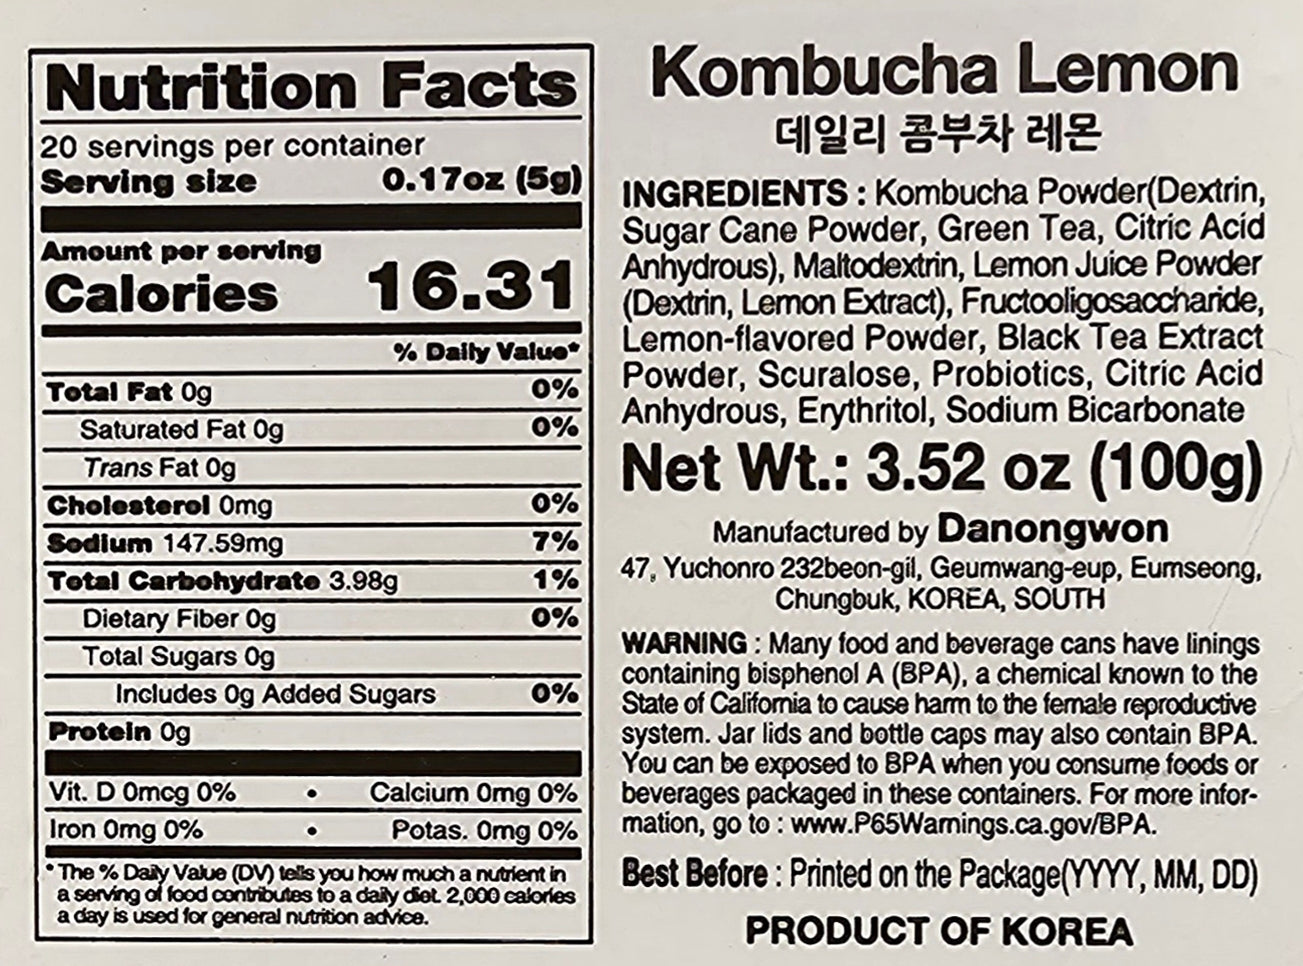 Nutrition Facts
20 servings per container
Serving size 0.17oz (5g)
Amount per serving
Calories 16.31
% Daily Value*
Total Fat 0g 0%
Saturated Fat 0g 0%
Trans Fat 0g
Cholesterol 0mg 0%
Sodium 147.59mg 7%
Total Carbohydrate 3.98g 1%
Dietary Fiber 0g 0%
Total Sugars 0g
Includes 0g Added Sugars 0%
Protein 0g
Vit. D 0mcg 0% • Calcium 0mg 0%
Iron 0mg 0% • Potas. 0mg 0%
* The % Daily Value (DV) tells you how much a nutrient in
a serving of food contributes to a daily diet. 2,000 calories
a day is used for general nutrition advice.
Kombucha Lemon
데일리 콤부차 레몬
INGREDIENTS : Kombucha Powder(Dextrin,
Sugar Cane Powder, Green Tea, Citric Acid
Anhydrous), Maltodextrin, Lemon Juice Powder
(Dextrin, Lemon Extract), Fructooligosaccharide,
Lemon-flavored Powder, Black Tea Extract
Powder, Scuralose, Probiotics, Citric Acid
Anhydrous, Erythritol, Sodium Bicarbonate
Net Wt.: 3.52 oz (100g)
Manufactured by Danongwon
47, Yuchonro 232beon-gil, Geumwang-eup, Eumseong,
Chungbuk, KOREA, SOUTH
WARNING : Many food and beverage cans have linings
containing bisphenol A (BPA), a chemical known to the
State of California to cause harm to the female reproductive
system. Jar lids and bottle caps may also contain BPA.
You can be exposed to BPA when you consume foods or
beverages packaged in these containers. For more infor-
mation, go to : www.P65Warnings.ca.gov/BPA.
Best Before : Printed on the Package(YYYY, MM, DD)
PRODUCT OF KOREA